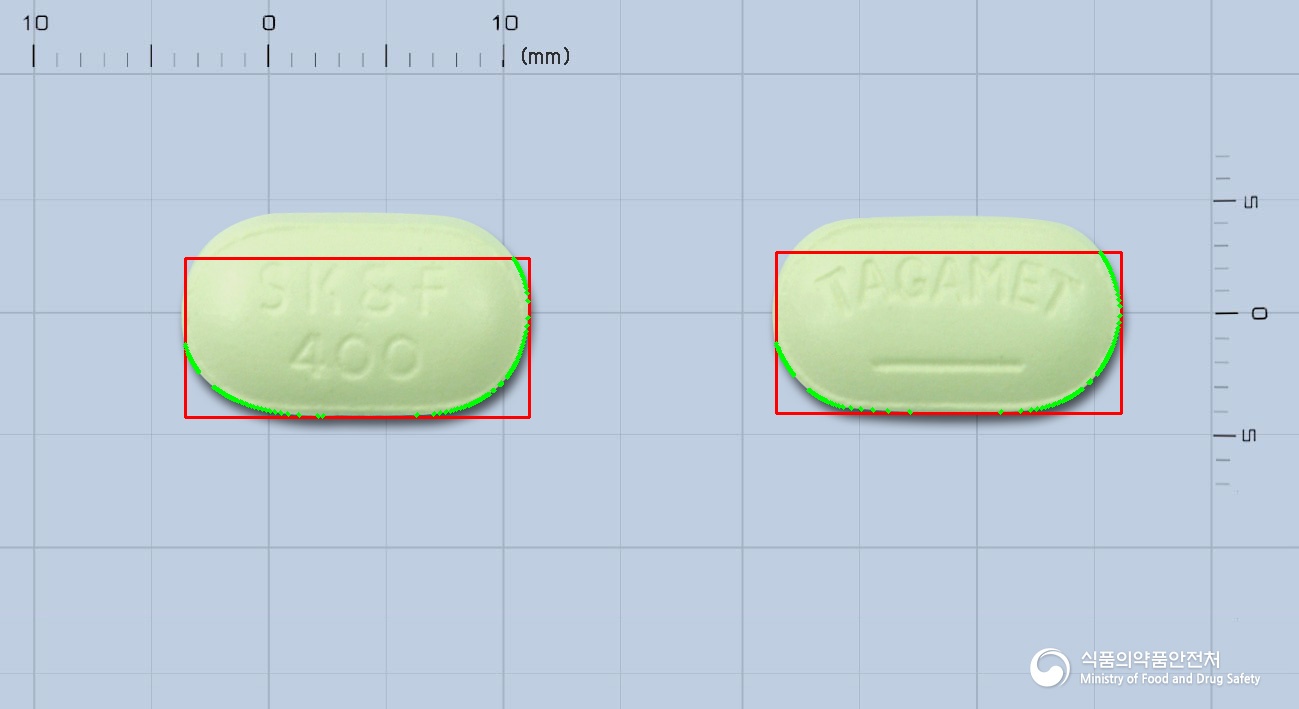 10 0 10
(mm)
SK&F
400
TAGAMET
5
0
5
식품의약품안전처
Ministry of Food and Drug Safety